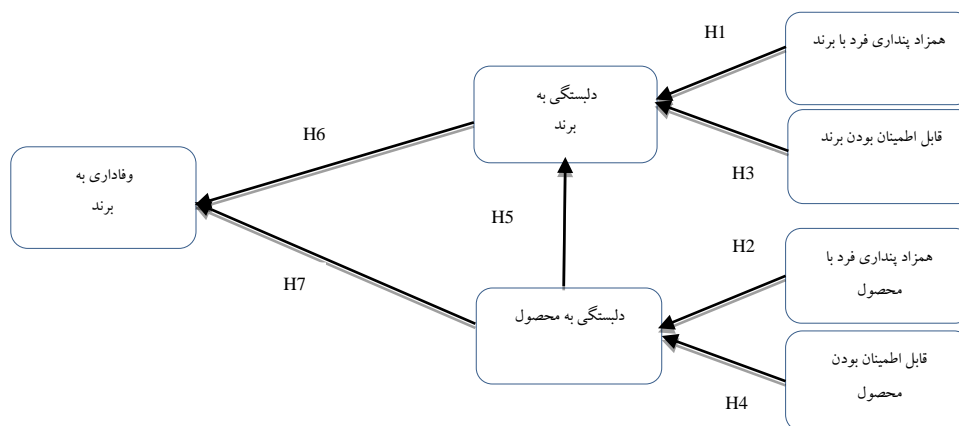 H1
همزاد پنداری فرد با برند
دلبستگی به
برند
قابل اطمینان بودن برند
H6
H3
وفاداری به
برند
H5
H2
همزاد پنداری فرد با
محصول
H7
دلبستگی به محصول
قابل اطمینان بودن
محصول
H4